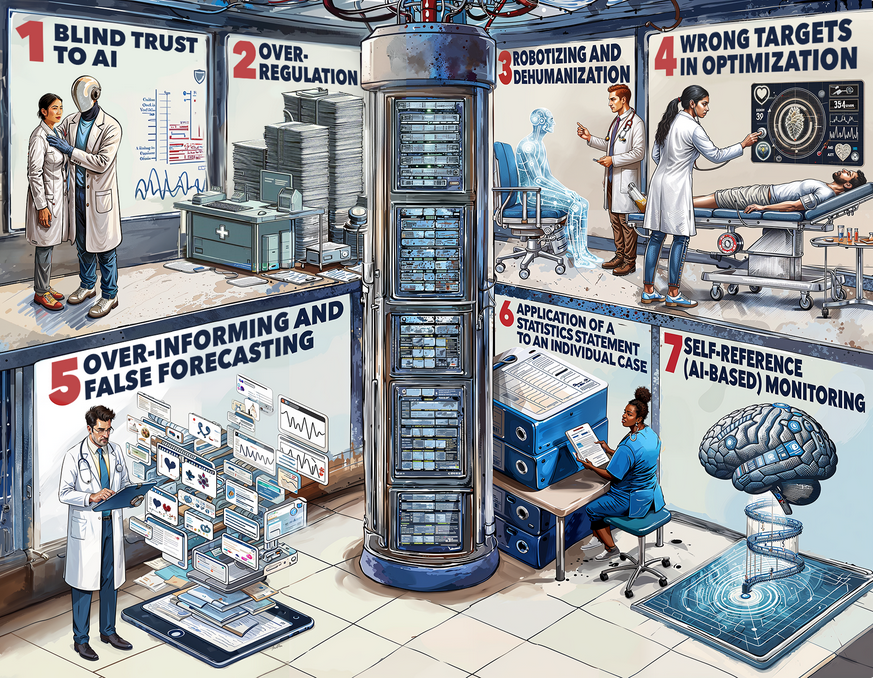 1 BLIND TRUST
TO AI
2 OVER-
REGULATION
3 ROBOTIZING AND
DEHUMANIZATION
4 WRONG TARGETS
IN OPTIMIZATION
354
39
5 OVER-INFORMING AND
FALSE FORECASTING
6 APPLICATION OF A
STATISTICS STATEMENT
TO AN INDIVIDUAL CASE
7 SELF-REFERENCE
(AI-BASED) MONITORING